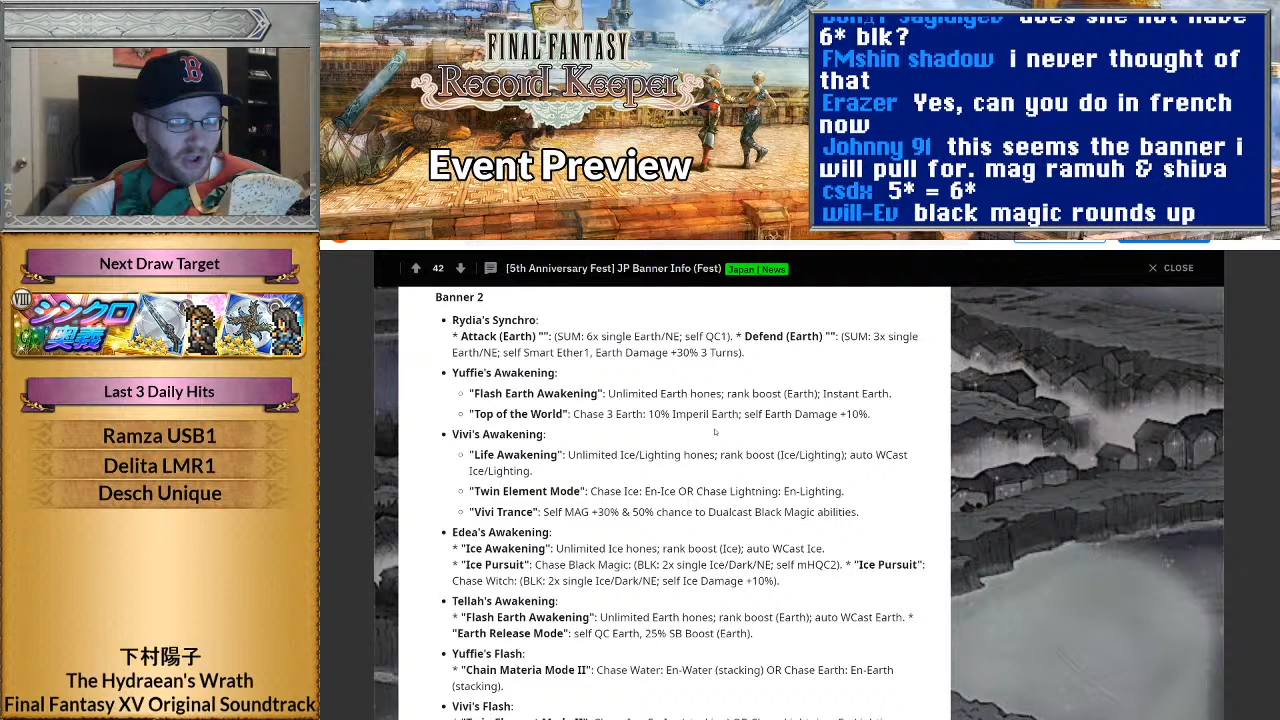 Next Draw Target
VIII
シンクロ
奥義
Last 3 Daily Hits
Ramza USB1
Delita LMR1
Desch Unique
下村陽子
The Hydraean's Wrath
Final Fantasy XV Original Soundtrack
FINAL FANTASY
Record Keeper
Event Preview
does she not have
6* blk?
FMshin shadow i never thought of
that
Erazer Yes, can you do in french
now
Johnny 91 this seems the banner i
will pull for. mag ramuh & shiva
csdx 5* = 6*
will-Ev black magic rounds up
42 [5th Anniversary Fest] JP Banner Info (Fest) Japan | News CLOSE
Banner 2
Rydia's Synchro:
* Attack (Earth) "": (SUM: 6x single Earth/NE; self QC1). * Defend (Earth) "": (SUM: 3x single
Earth/NE; self Smart Ether1, Earth Damage +30% 3 Turns).
Yuffie's Awakening:
"Flash Earth Awakening": Unlimited Earth hones; rank boost (Earth); Instant Earth.
"Top of the World": Chase 3 Earth: 10% Imperil Earth; self Earth Damage +10%.
Vivi's Awakening:
"Life Awakening": Unlimited Ice/Lighting hones; rank boost (Ice/Lighting); auto WCast
Ice/Lighting.
"Twin Element Mode": Chase Ice: En-Ice OR Chase Lightning: En-Lighting.
"Vivi Trance": Self MAG +30% & 50% chance to Dualcast Black Magic abilities.
Edea's Awakening:
* "Ice Awakening": Unlimited Ice hones; rank boost (Ice); auto WCast Ice.
* "Ice Pursuit": Chase Black Magic: (BLK: 2x single Ice/Dark/NE; self mHQC2). * "Ice Pursuit":
Chase Witch: (BLK: 2x single Ice/Dark/NE; self Ice Damage +10%).
Tellah's Awakening:
* "Flash Earth Awakening": Unlimited Earth hones; rank boost (Earth); auto WCast Earth. *
"Earth Release Mode": self QC Earth, 25% SB Boost (Earth).
Yuffie's Flash:
* "Chain Materia Mode II": Chase Water: En-Water (stacking) OR Chase Earth: En-Earth
(stacking).
Vivi's Flash: